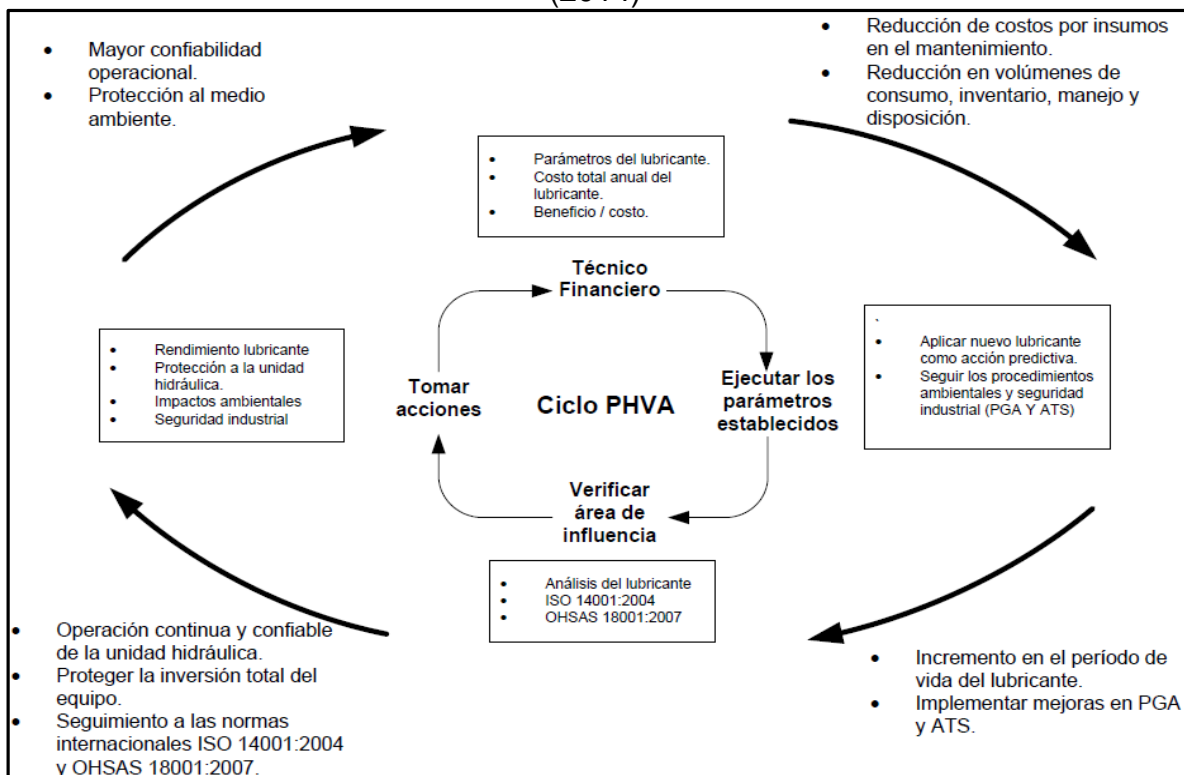 • Mayor confiabilidad
operacional.
• Protección al medio
ambiente.
• Reducción de costos por insumos
en el mantenimiento.
• Reducción en volúmenes de
consumo, inventario, manejo y
disposición.
• Parámetros del lubricante.
• Costo total anual del
lubricante.
• Beneficio / costo.
Técnico
Financiero
• Rendimiento lubricante
• Protección a la unidad
hidráulica.
• Impactos ambientales
• Seguridad industrial
Tomar
acciones
Ciclo PHVA
Ejecutar los
parámetros
establecidos
• Aplicar nuevo lubricante
como acción predictiva.
• Seguir los procedimientos
ambientales y seguridad
industrial (PGA Y ATS)
Verificar
área de
influencia
• Análisis del lubricante
• ISO 14001:2004
• OHSAS 18001:2007
• Operación continua y confiable
de la unidad hidráulica.
• Proteger la inversión total del
equipo.
• Seguimiento a las normas
internacionales ISO 14001:2004
y OHSAS 18001:2007.
• Incremento en el período de
vida del lubricante.
• Implementar mejoras en PGA
y ATS.